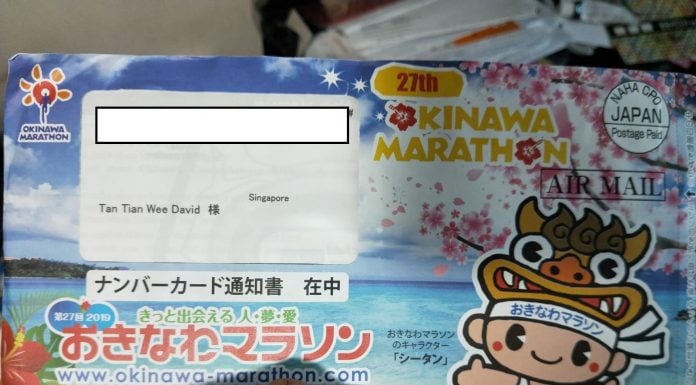 OKINAWA
MARATHON
Singapore
Tan Tian Wee David 様
ナンバーカード通知書 在中
27th
OKINAWA
MARATHON
NAHA CPO
JAPAN
Postage Paid
AIR MAIL
おきなわマラソン
おきなわマラソン
のキャラクター
「シータン」
第27回 2019
きっと出会える 人・夢・愛
おきなわマラソン
www.okinawa-marathon.com